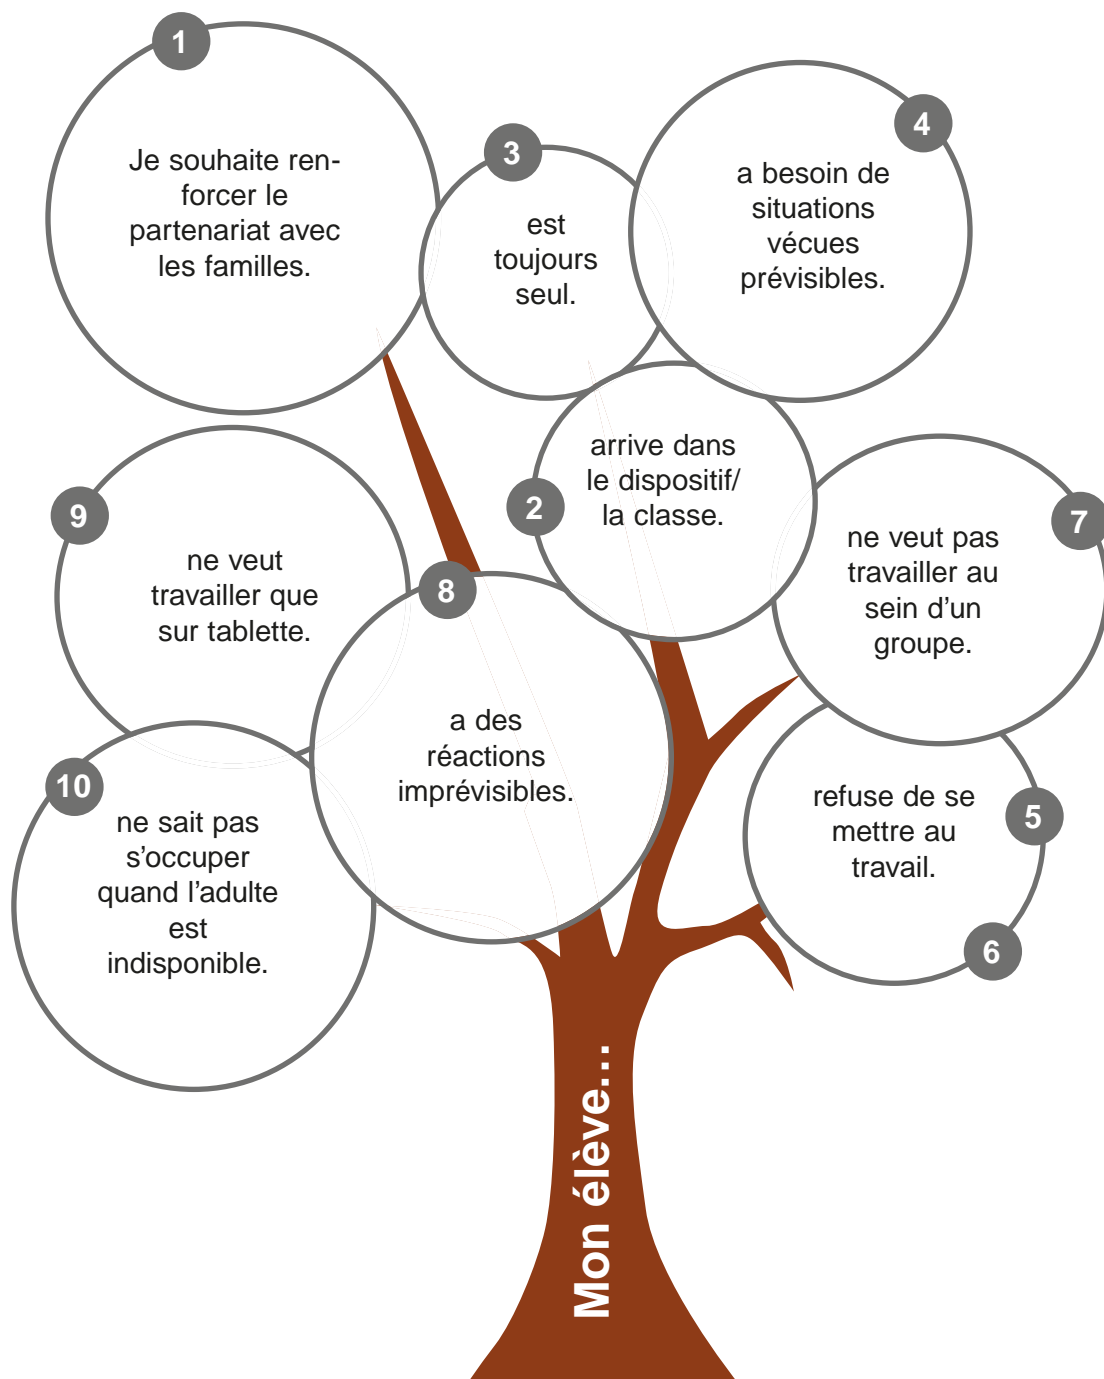 1
Je souhaite ren-
forcer le
partenariat avec
les familles.
3
est
toujours
seul.
4
a besoin de
situations
vécues
prévisibles.
2
arrive dans
le dispositif/
la classe.
9
ne veut
travailler que
sur tablette.
7
ne veut pas
travailler au
sein d'un
groupe.
8
a des
réactions
imprévisibles.
10
ne sait pas
s'occuper
quand l'adulte
est
indisponible.
5
6
refuse de se
mettre au
travail.
Mon élève...